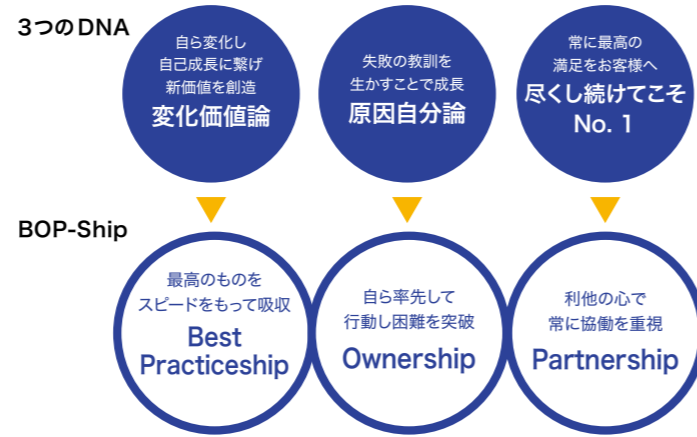 3つのDNA
自ら変化し
自己成長に繋げ
新価値を創造
変化価値論
失敗の教訓を
生かすことで成長
原因自分論
常に最高の
満足をお客様へ
尽くし続けてこそ
No. 1
BOP-Ship
最高のものを
スピードをもって吸収
Best
Practiceship
自ら率先して
行動し困難を突破
Ownership
利他の心で
常に協働を重視
Partnership